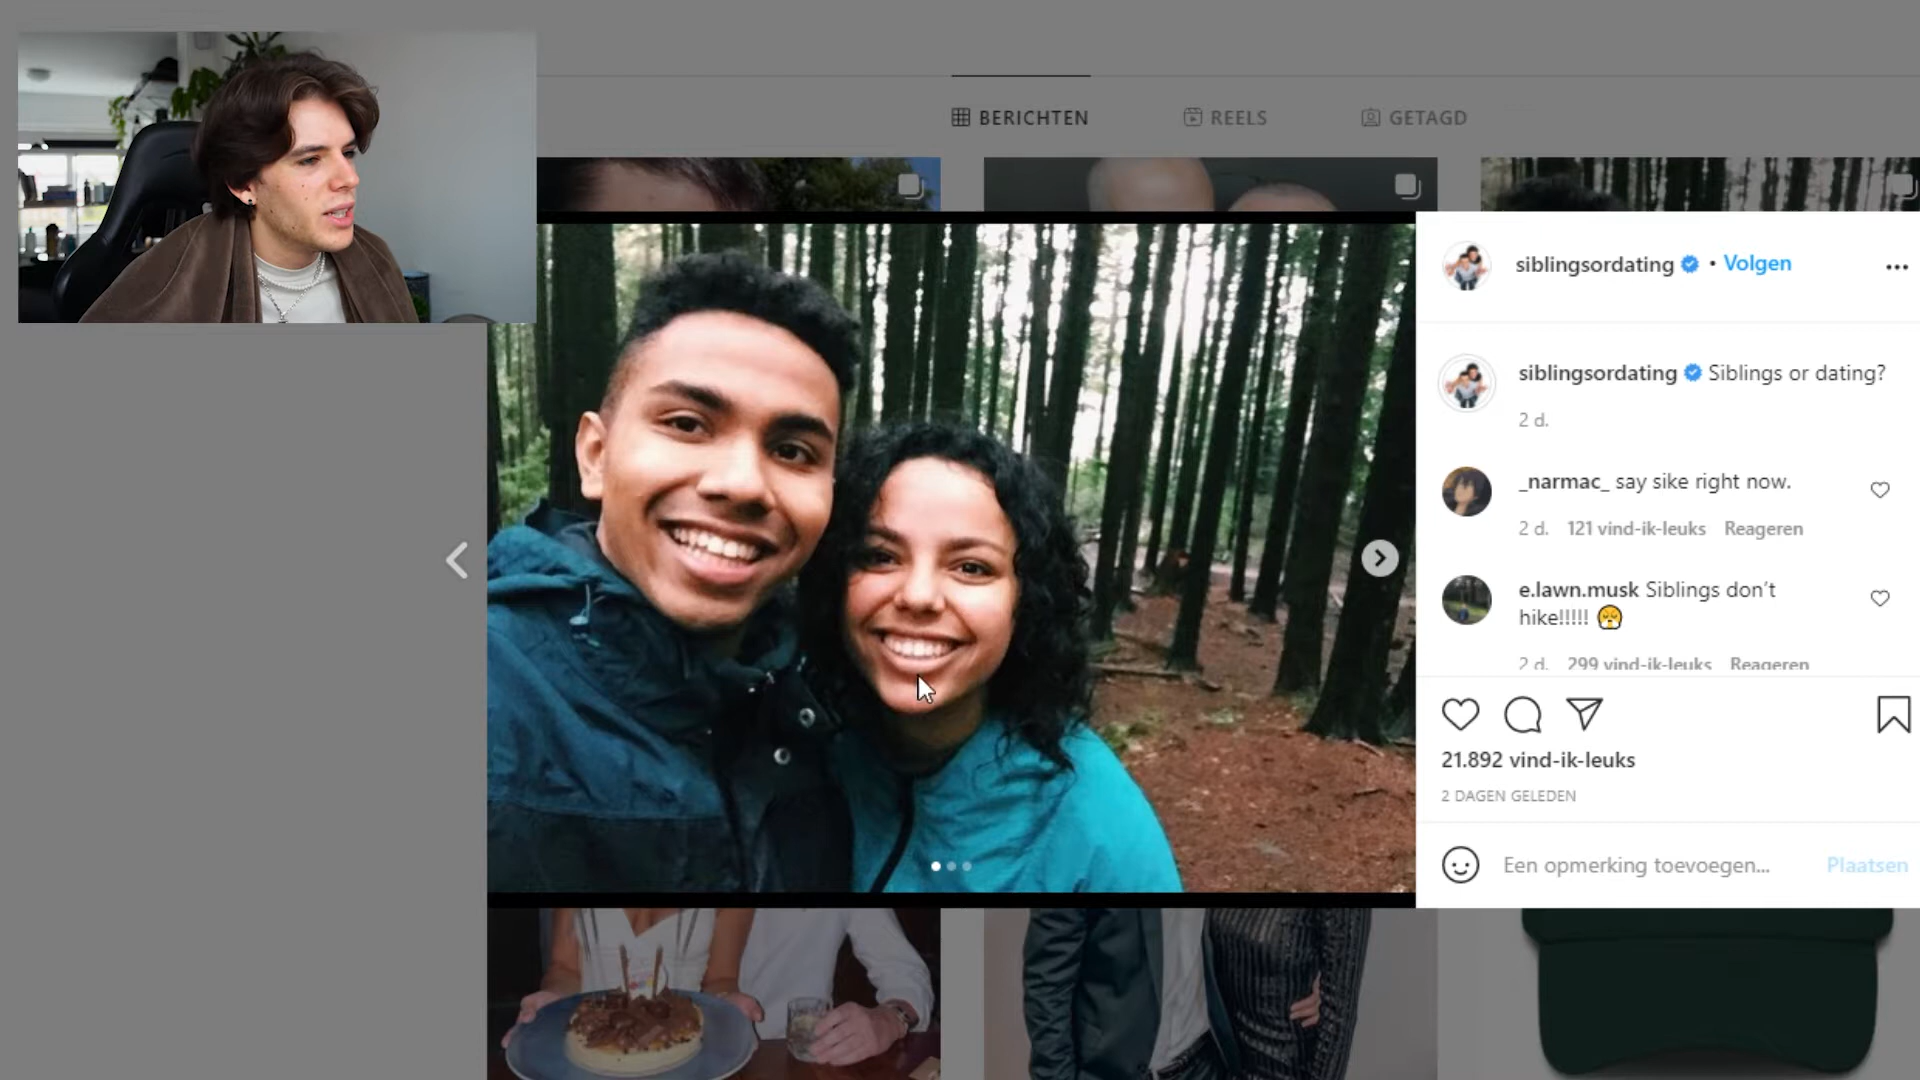 BERICHTEN
REELS
GETAGD
siblingsordating • Volgen
siblingsordating Siblings or dating?
2 d.
_narmac_ say sike right now.
2 d. 121 vind-ik-leuks Reageren
e.lawn.musk Siblings don't
hike!!!!! 😤
2 d. 299 vind-ik-leuks Reageren
21.892 vind-ik-leuks
2 DAGEN GELEDEN
Een opmerking toevoegen... Plaatsen